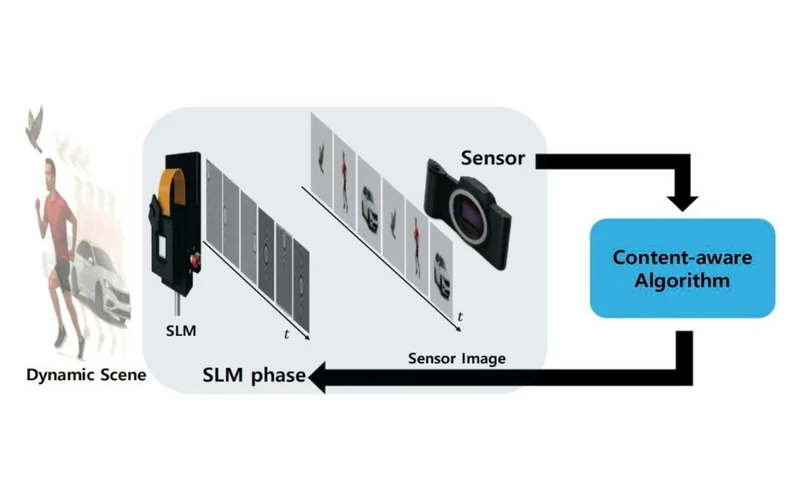 Sensor
Content-aware
Algorithm
t
SLM
t
Sensor Image
Dynamic Scene
SLM phase